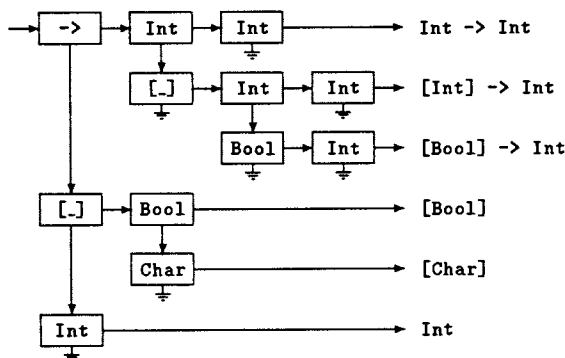 -> Int Int Int -> Int
[_] Int Int [Int] -> Int
Bool Int [Bool] -> Int
[_] Bool [Bool]
Char [Char]
Int Int